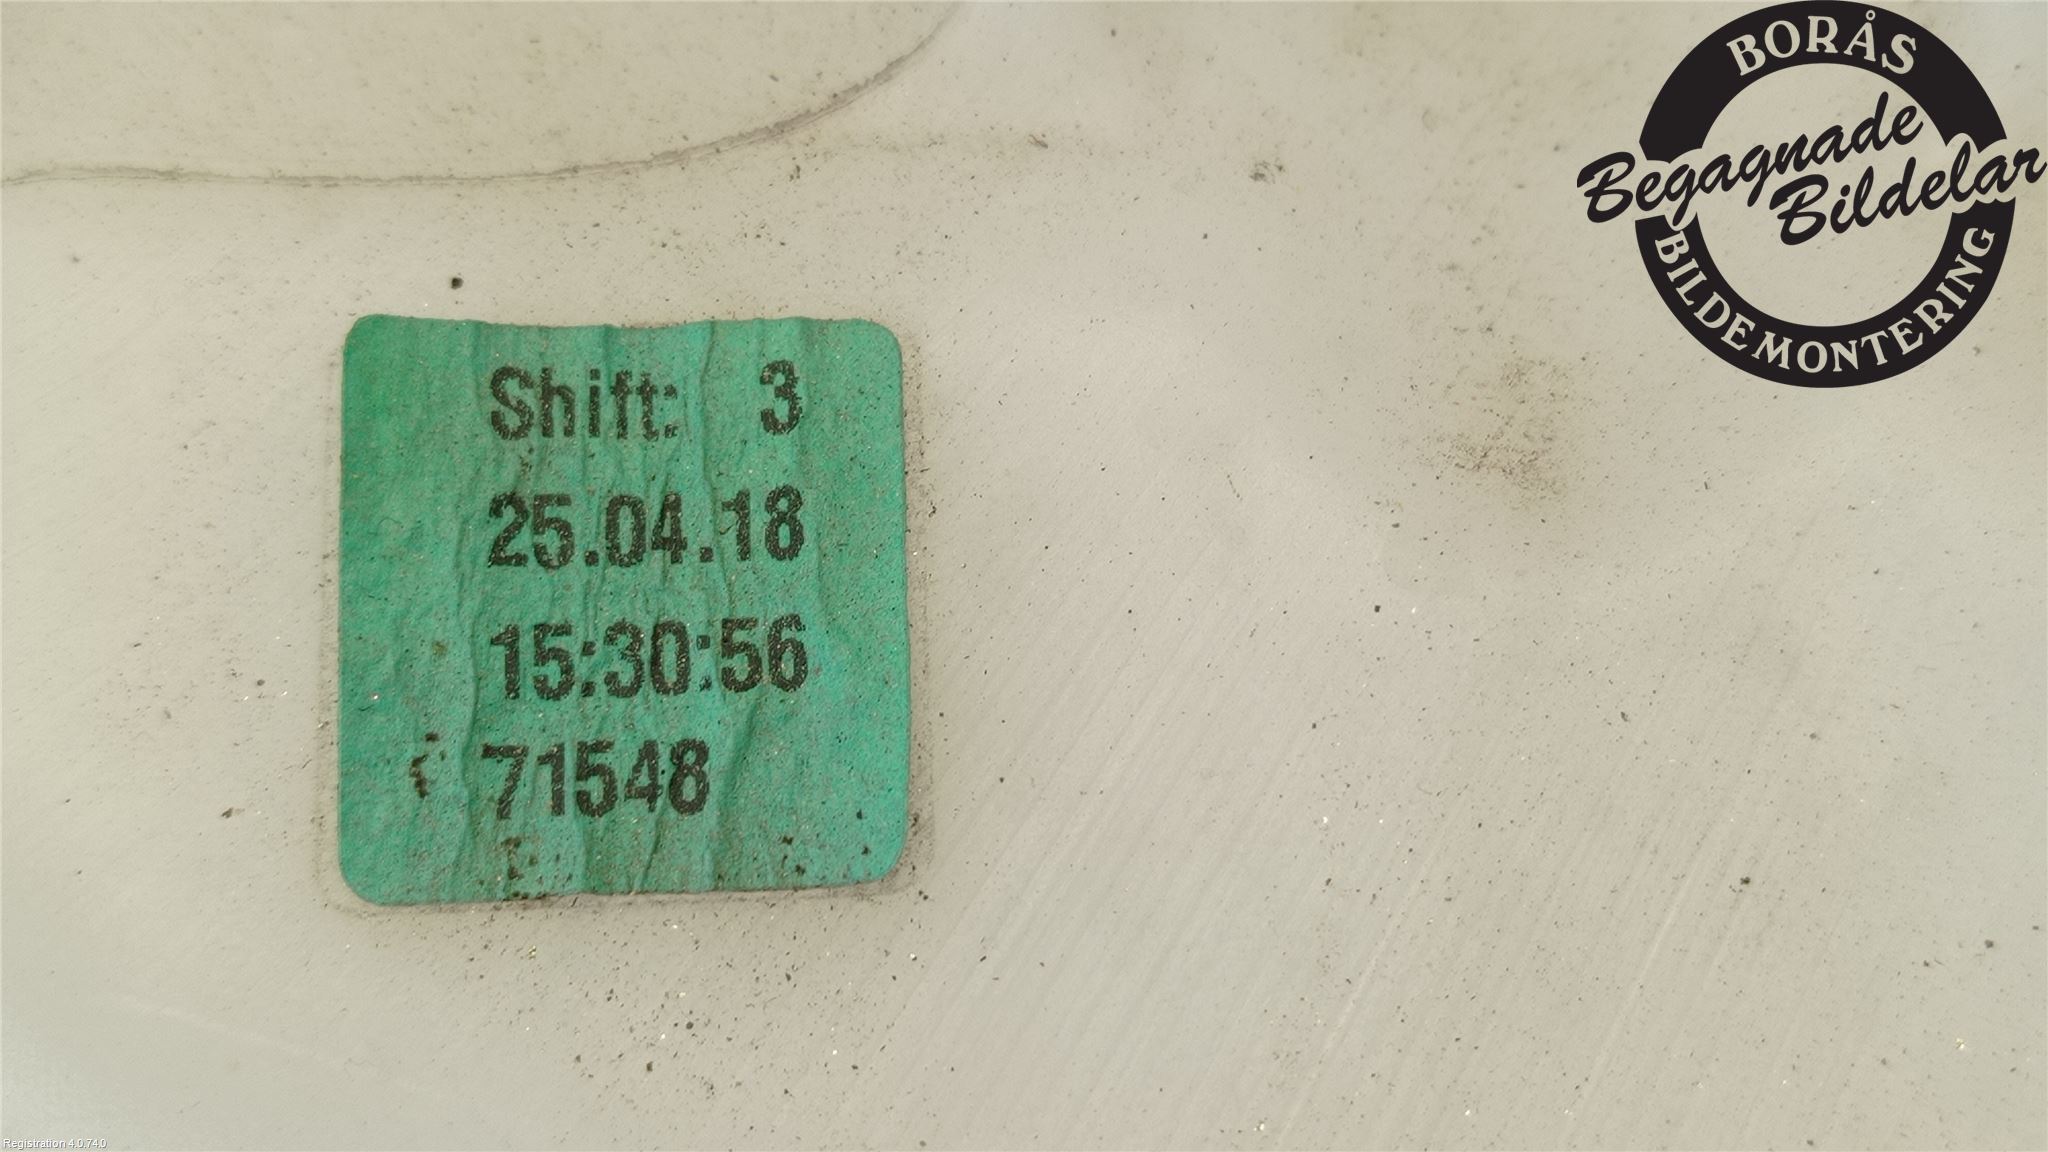 BORÅS
Begagnade
Bildelar
BILDEMONTERING
Shift: 3
25.04.18
15:30:56
71548
Registration 4.0.74.0